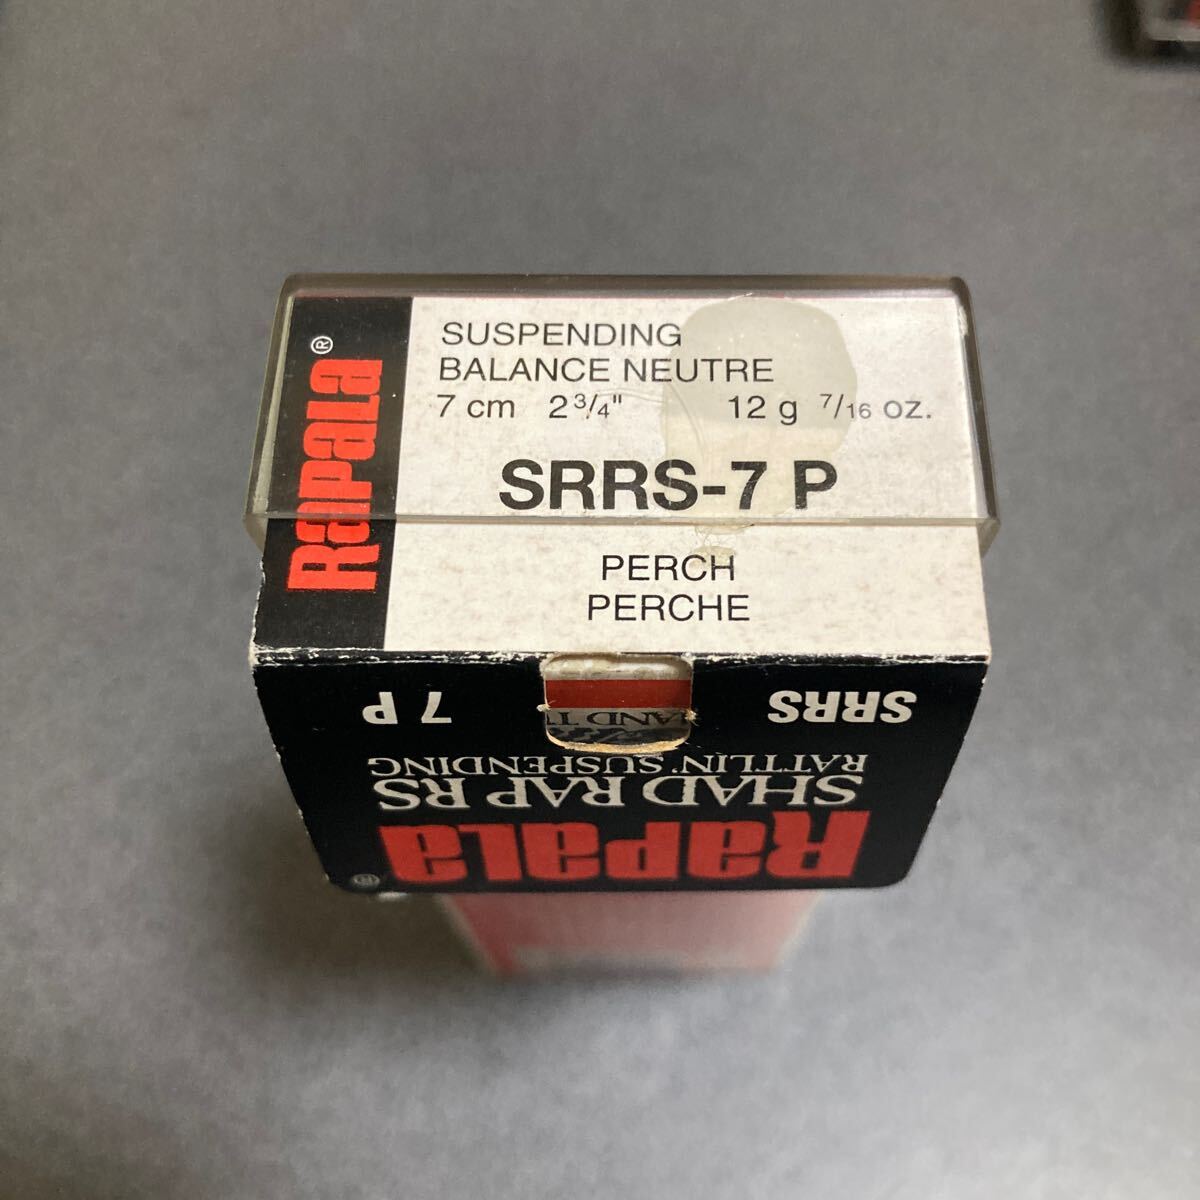 RAPALA®
SUSPENDING
BALANCE NEUTRE
7 cm 2 3/4" 12 g 7/16 oz.
SRRS-7 P
PERCH
PERCHE
RAPALA®
SHAD RAP RS
RATTLIN' SUSPENDING
SRRS 7 P